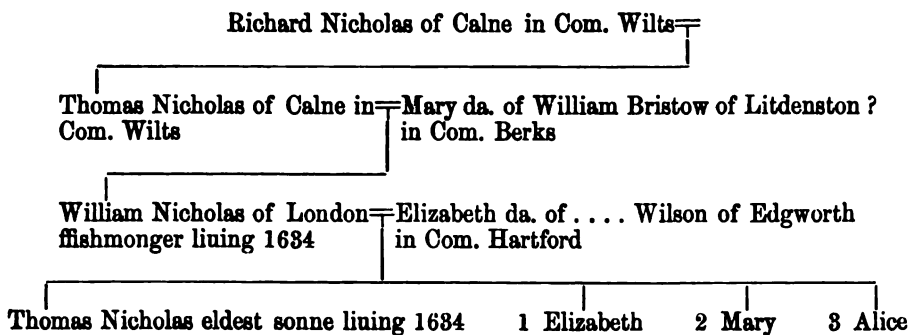 Richard Nicholas of Calne in Com. Wilts
Thomas Nicholas of Calne in Mary da. of William Bristow of Litdenston ?
Com. Wilts in Com. Berks
William Nicholas of London Elizabeth da. of .... Wilson of Edgworth
ffishmonger liuing 1634 in Com. Hartford
Thomas Nicholas eldest sonne liuing 1634 1 Elizabeth 2 Mary 3 Alice